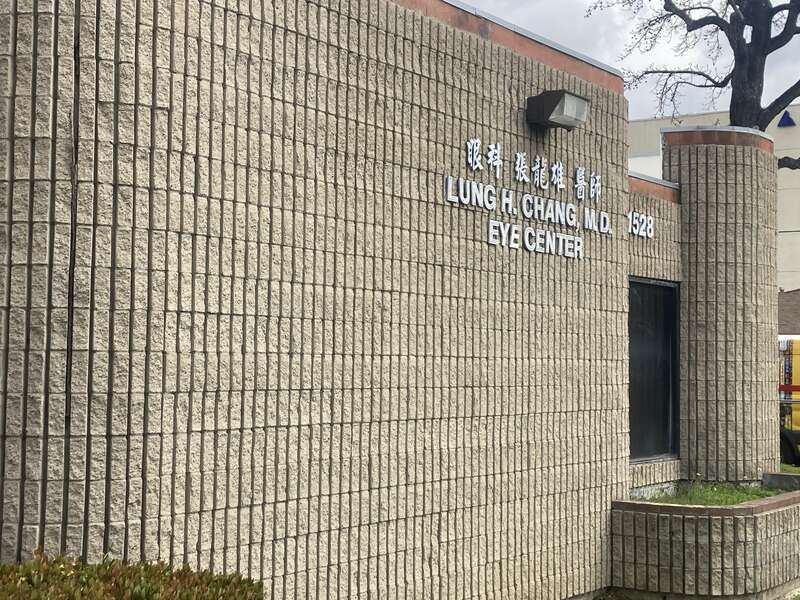 眼科 張龍雄 醫師
LUNG H. CHANG, M.D.
EYE CENTER
1528